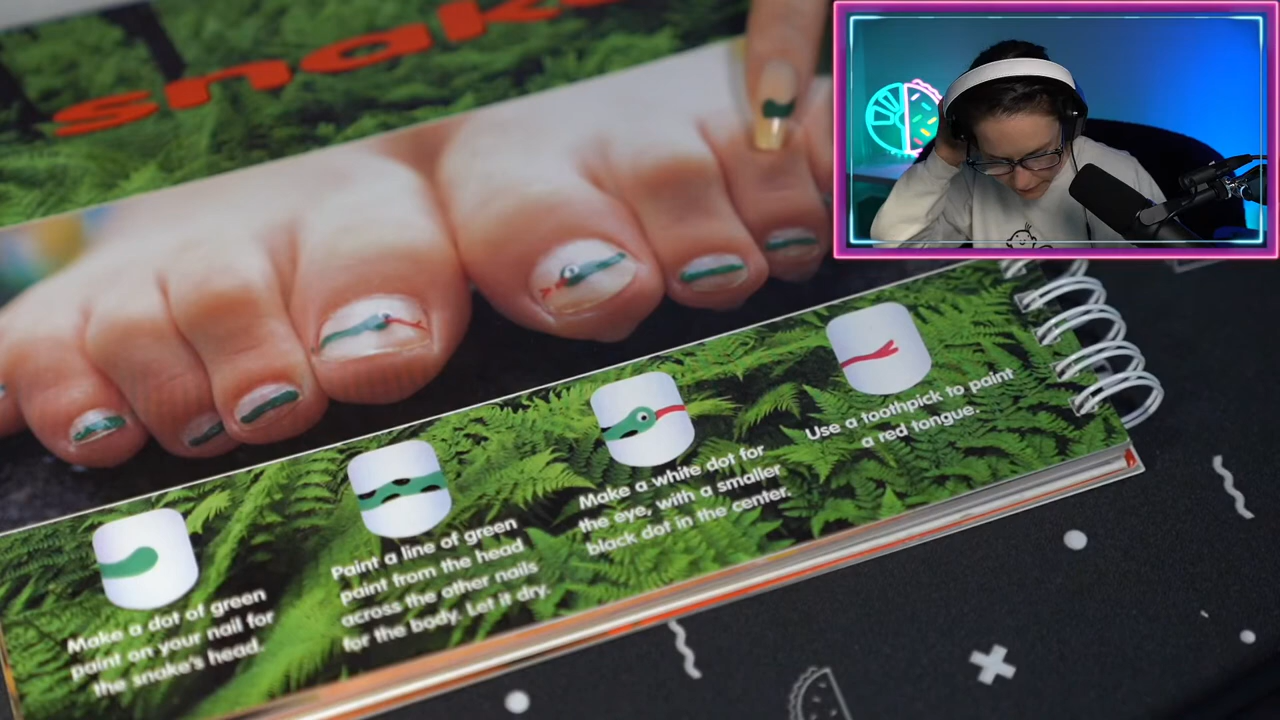 snake
Make a dot of green
paint on your nail for
the snake's head.
Paint a line of green
paint from the head
across the other nails
for the body. Let it dry.
Make a white dot for
the eye, with a smaller
black dot in the center.
Use a toothpick to paint
a red tongue.